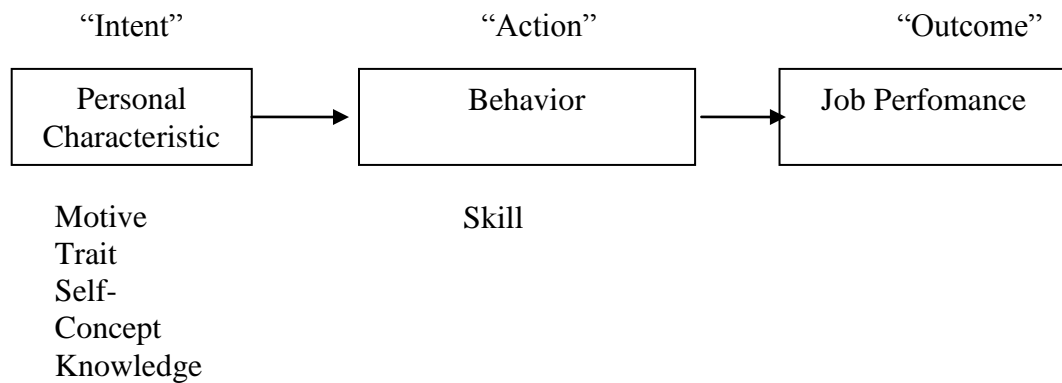 “Intent” “Action” “Outcome”
Personal
Characteristic
Behavior
Job Perfomance
Motive
Trait
Self-
Concept
Knowledge
Skill